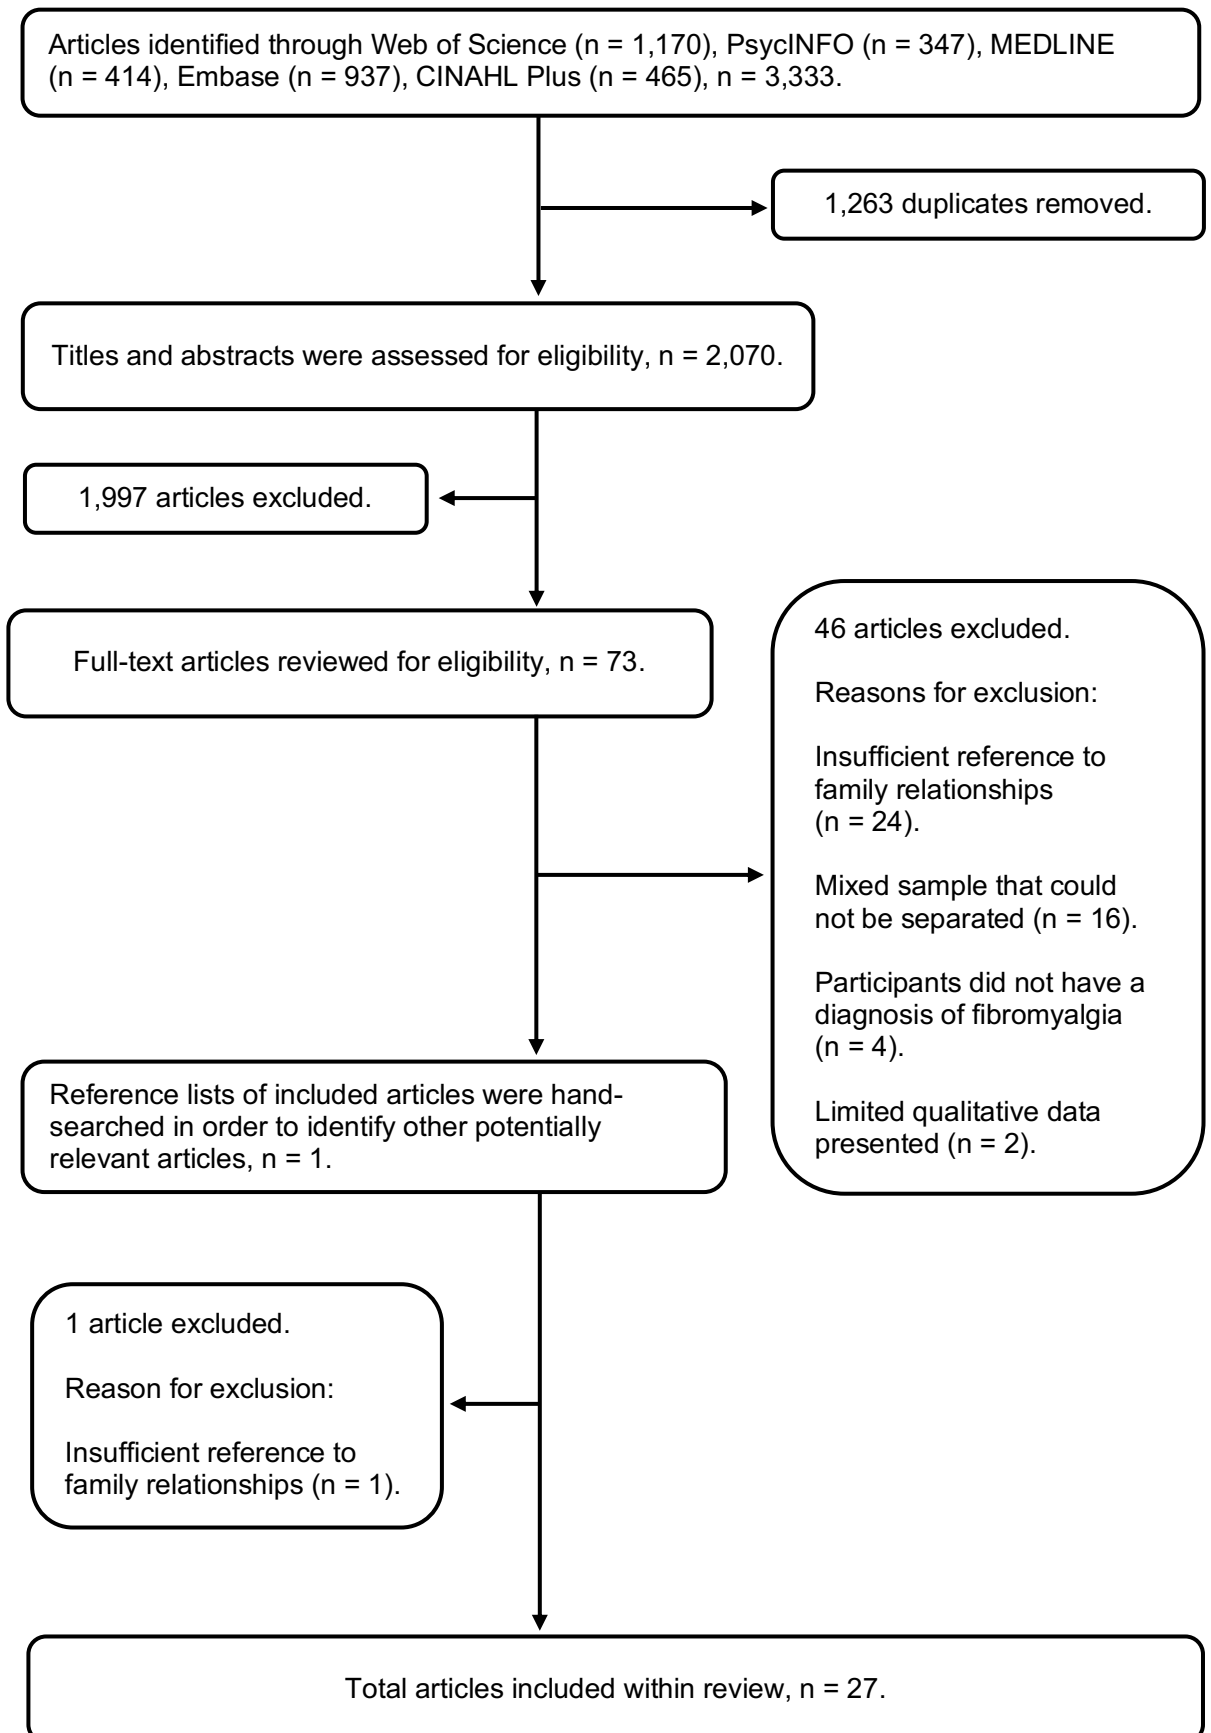 Articles identified through Web of Science (n = 1,170), PsycINFO (n = 347), MEDLINE
(n = 414), Embase (n = 937), CINAHL Plus (n = 465), n = 3,333.
1,263 duplicates removed.
Titles and abstracts were assessed for eligibility, n = 2,070.
1,997 articles excluded.
Full-text articles reviewed for eligibility, n = 73.
46 articles excluded.
Reasons for exclusion:
Insufficient reference to
family relationships
(n = 24).
Mixed sample that could
not be separated (n = 16).
Participants did not have a
diagnosis of fibromyalgia
(n = 4).
Limited qualitative data
presented (n = 2).
Reference lists of included articles were hand-
searched in order to identify other potentially
relevant articles, n = 1.
1 article excluded.
Reason for exclusion:
Insufficient reference to
family relationships (n = 1).
Total articles included within review, n = 27.